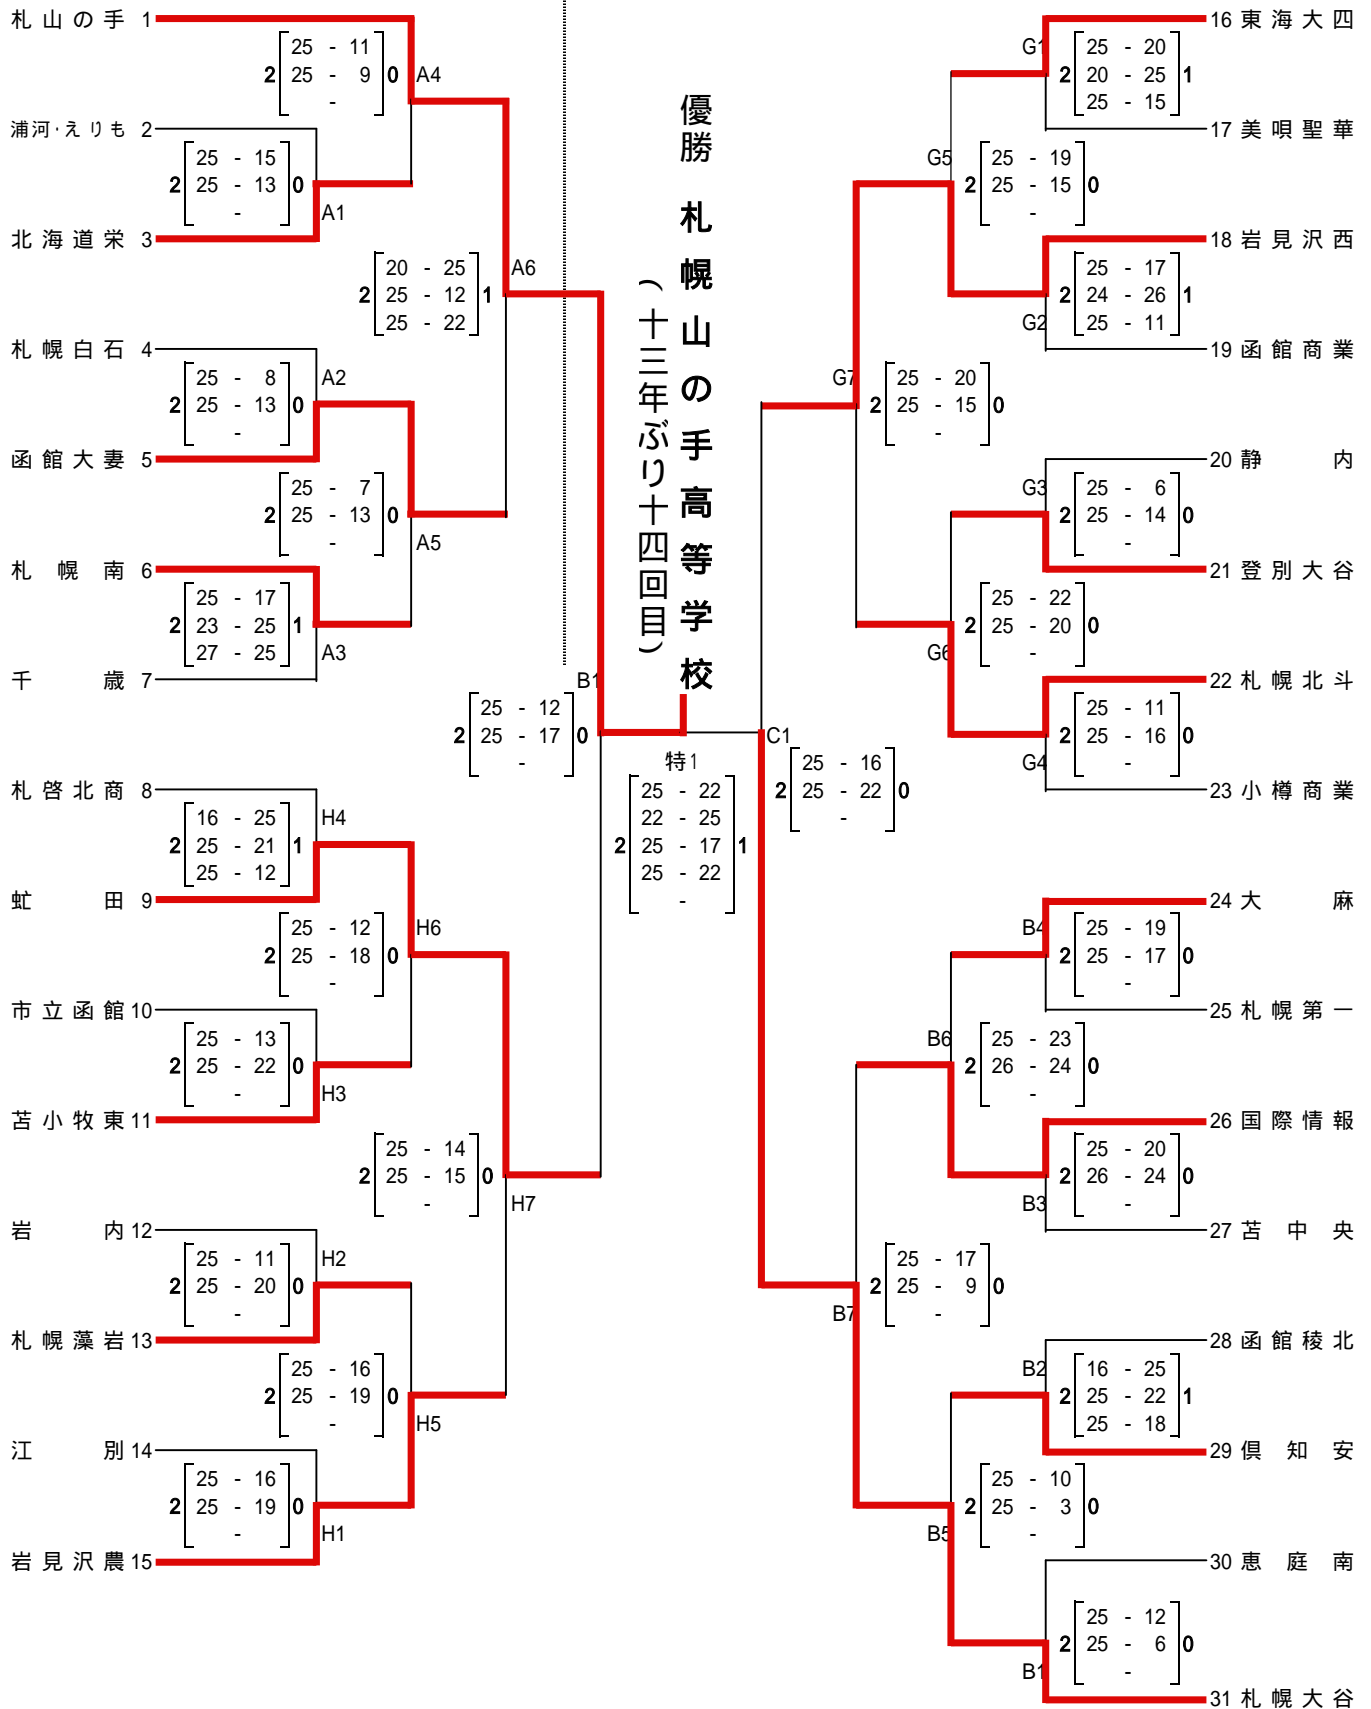 札山の手 1
2 25 - 11 0
25 - 9
-
A4
浦河・えりも 2
2 25 - 15 0
25 - 13
-
A1
北海道栄 3
2 20 - 25 1
25 - 12
25 - 22
A6
札幌白石 4
2 25 - 8 0
25 - 13
-
A2
函館大妻 5
2 25 - 7 0
25 - 13
-
A5
札幌南 6
2 25 - 17 1
23 - 25
27 - 25
A3
千歳 7
B1
2 25 - 12 0
25 - 17
-
札啓北商 8
2 16 - 25 1
25 - 21
25 - 12
H4
虻田 9
2 25 - 12 0
25 - 18
-
H6
市立函館 10
2 25 - 13 0
25 - 22
-
H3
苫小牧東 11
2 25 - 14 0
25 - 15
-
H7
岩内 12
2 25 - 11 0
25 - 20
-
H2
札幌藻岩 13
2 25 - 16 0
25 - 19
-
H5
江別 14
2 25 - 16 0
25 - 19
-
H1
岩見沢農 15
優勝 札幌山の手高等学校
(十三年ぶり十四回目)
特1
2 25 - 22 1
22 - 25
25 - 17
25 - 22
-
16 東海大四
G1
2 25 - 20 1
20 - 25
25 - 15
17 美唄聖華
G5
2 25 - 19 0
25 - 15
-
18 岩見沢西
2 25 - 17 1
24 - 26
25 - 11
G2
19 函館商業
G7
2 25 - 20 0
25 - 15
-
20 静内
G3
2 25 - 6 0
25 - 14
-
21 登別大谷
2 25 - 22 0
25 - 20
-
G6
22 札幌北斗
2 25 - 11 0
25 - 16
-
G4
23 小樽商業
C1
2 25 - 16 0
25 - 22
-
24 大麻
B4
2 25 - 19 0
25 - 17
-
25 札幌第一
B6
2 25 - 23 0
26 - 24
-
26 国際情報
2 25 - 20 0
26 - 24
-
B3
27 苫中央
2 25 - 17 0
25 - 9
-
B7
28 函館稜北
B2
2 16 - 25 1
25 - 22
25 - 18
29 倶知安
2 25 - 10 0
25 - 3
-
B5
30 恵庭南
2 25 - 12 0
25 - 6
-
B1
31 札幌大谷